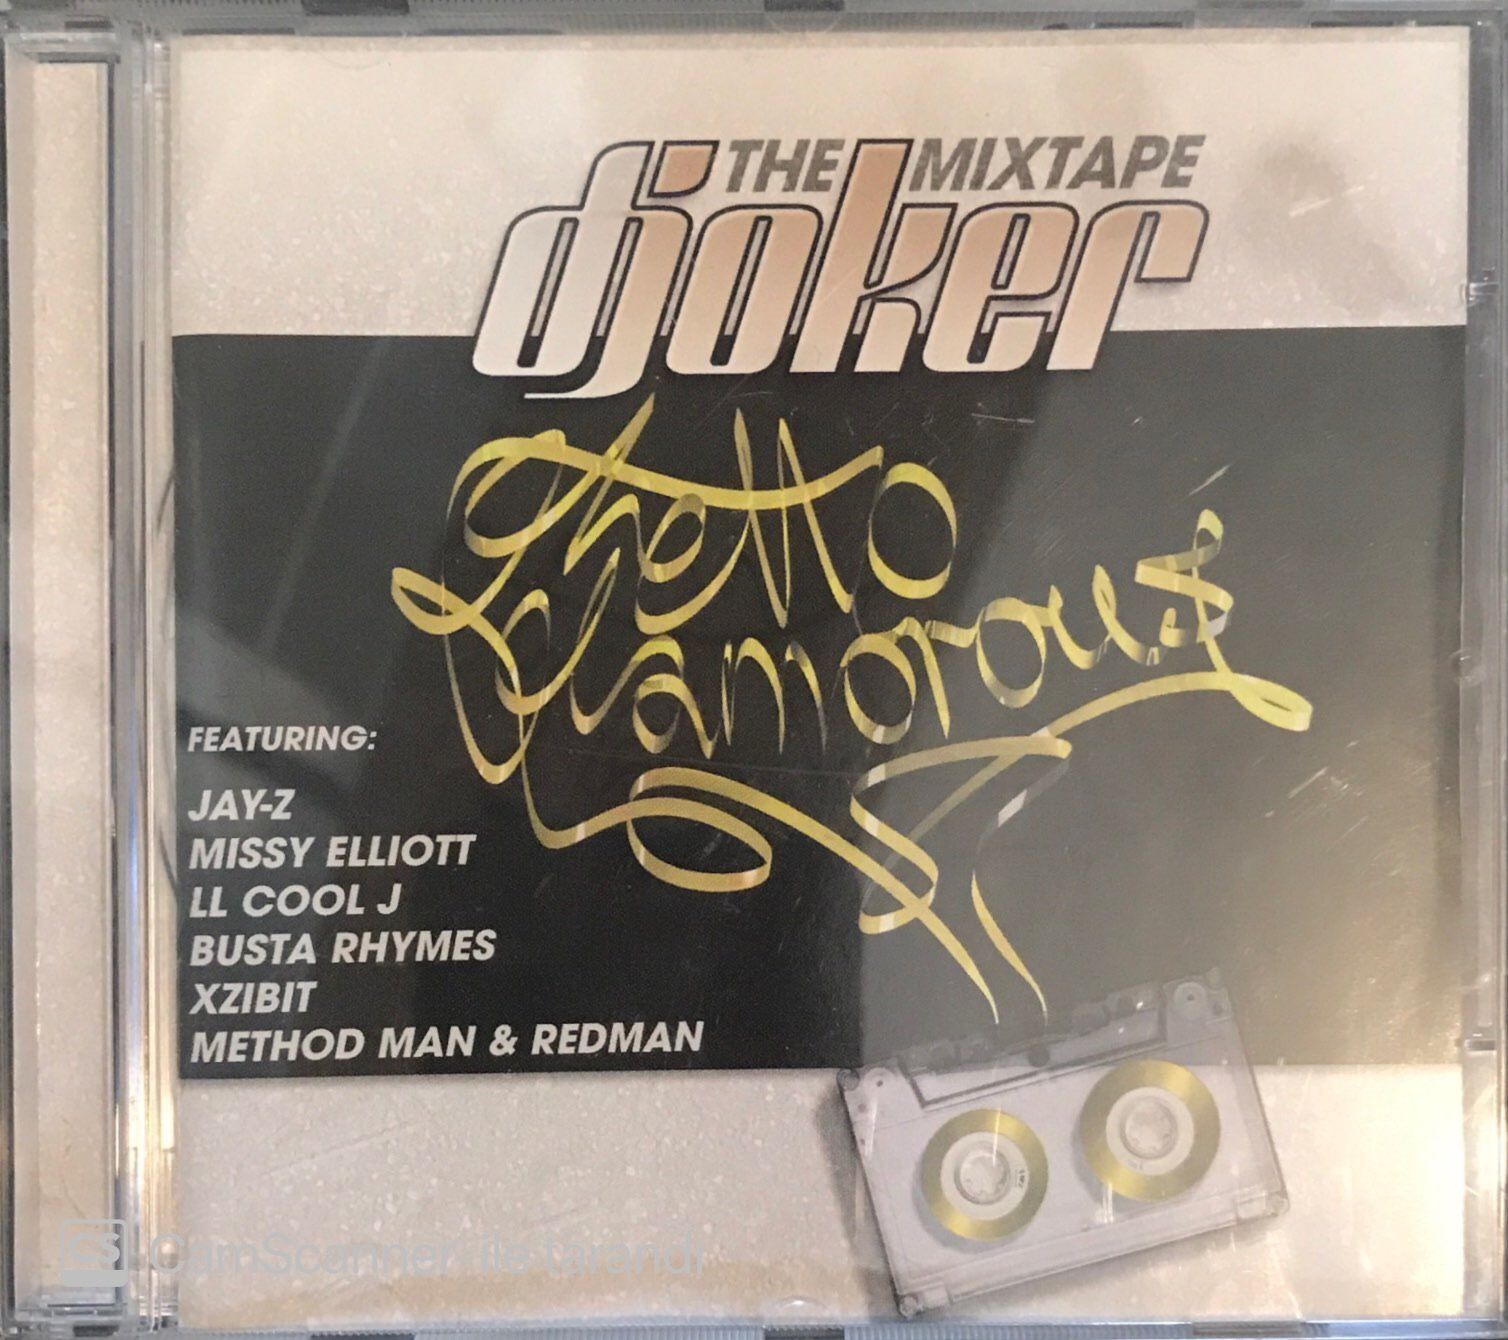 THE MIXTAPE
djoker
Ghetto
Glamorous
FEATURING:
JAY-Z
MISSY ELLIOTT
LL COOL J
BUSTA RHYMES
XZIBIT
METHOD MAN & REDMAN
CS CamScanner ile tarandı